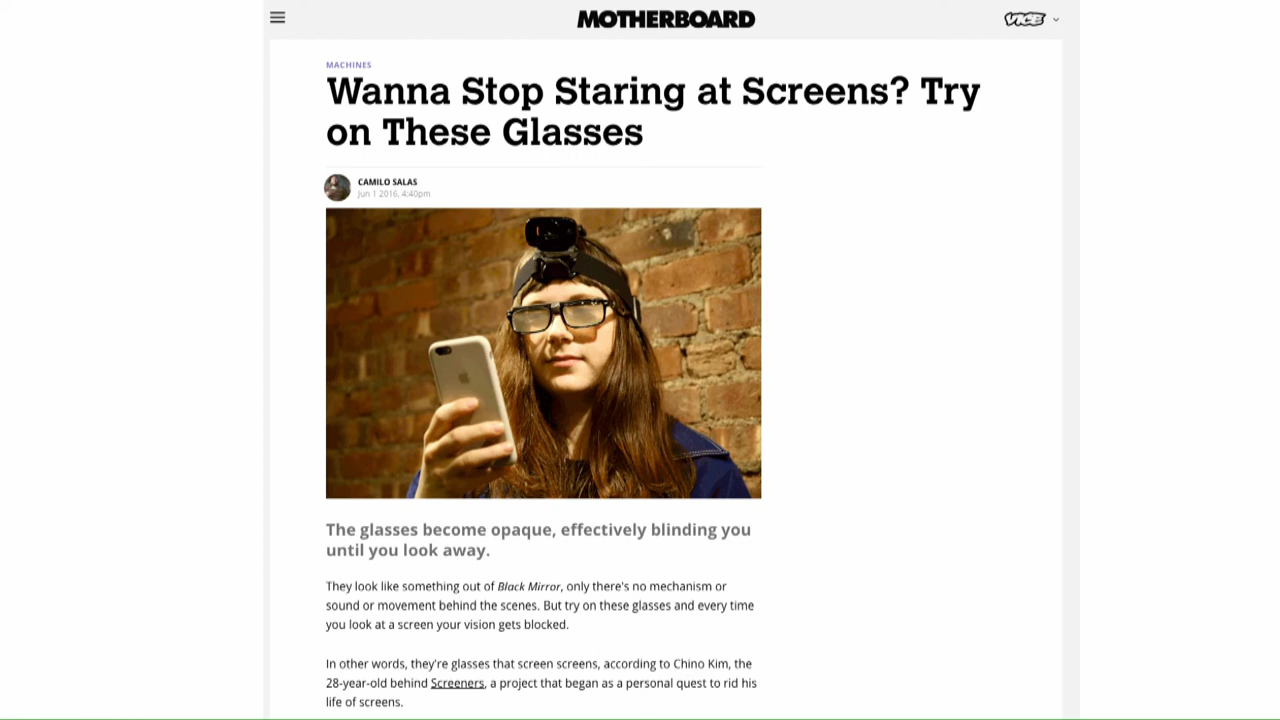 MOTHERBOARD
VICE
MACHINES
Wanna Stop Staring at Screens? Try
on These Glasses
CAMILO SALAS
Jun 1 2016, 4:40pm
The glasses become opaque, effectively blinding you
until you look away.
They look like something out of Black Mirror, only there's no mechanism or
sound or movement behind the scenes. But try on these glasses and every time
you look at a screen your vision gets blocked.
In other words, they're glasses that screen screens, according to Chino Kim, the
28-year-old behind Screeners, a project that began as a personal quest to rid his
life of screens.